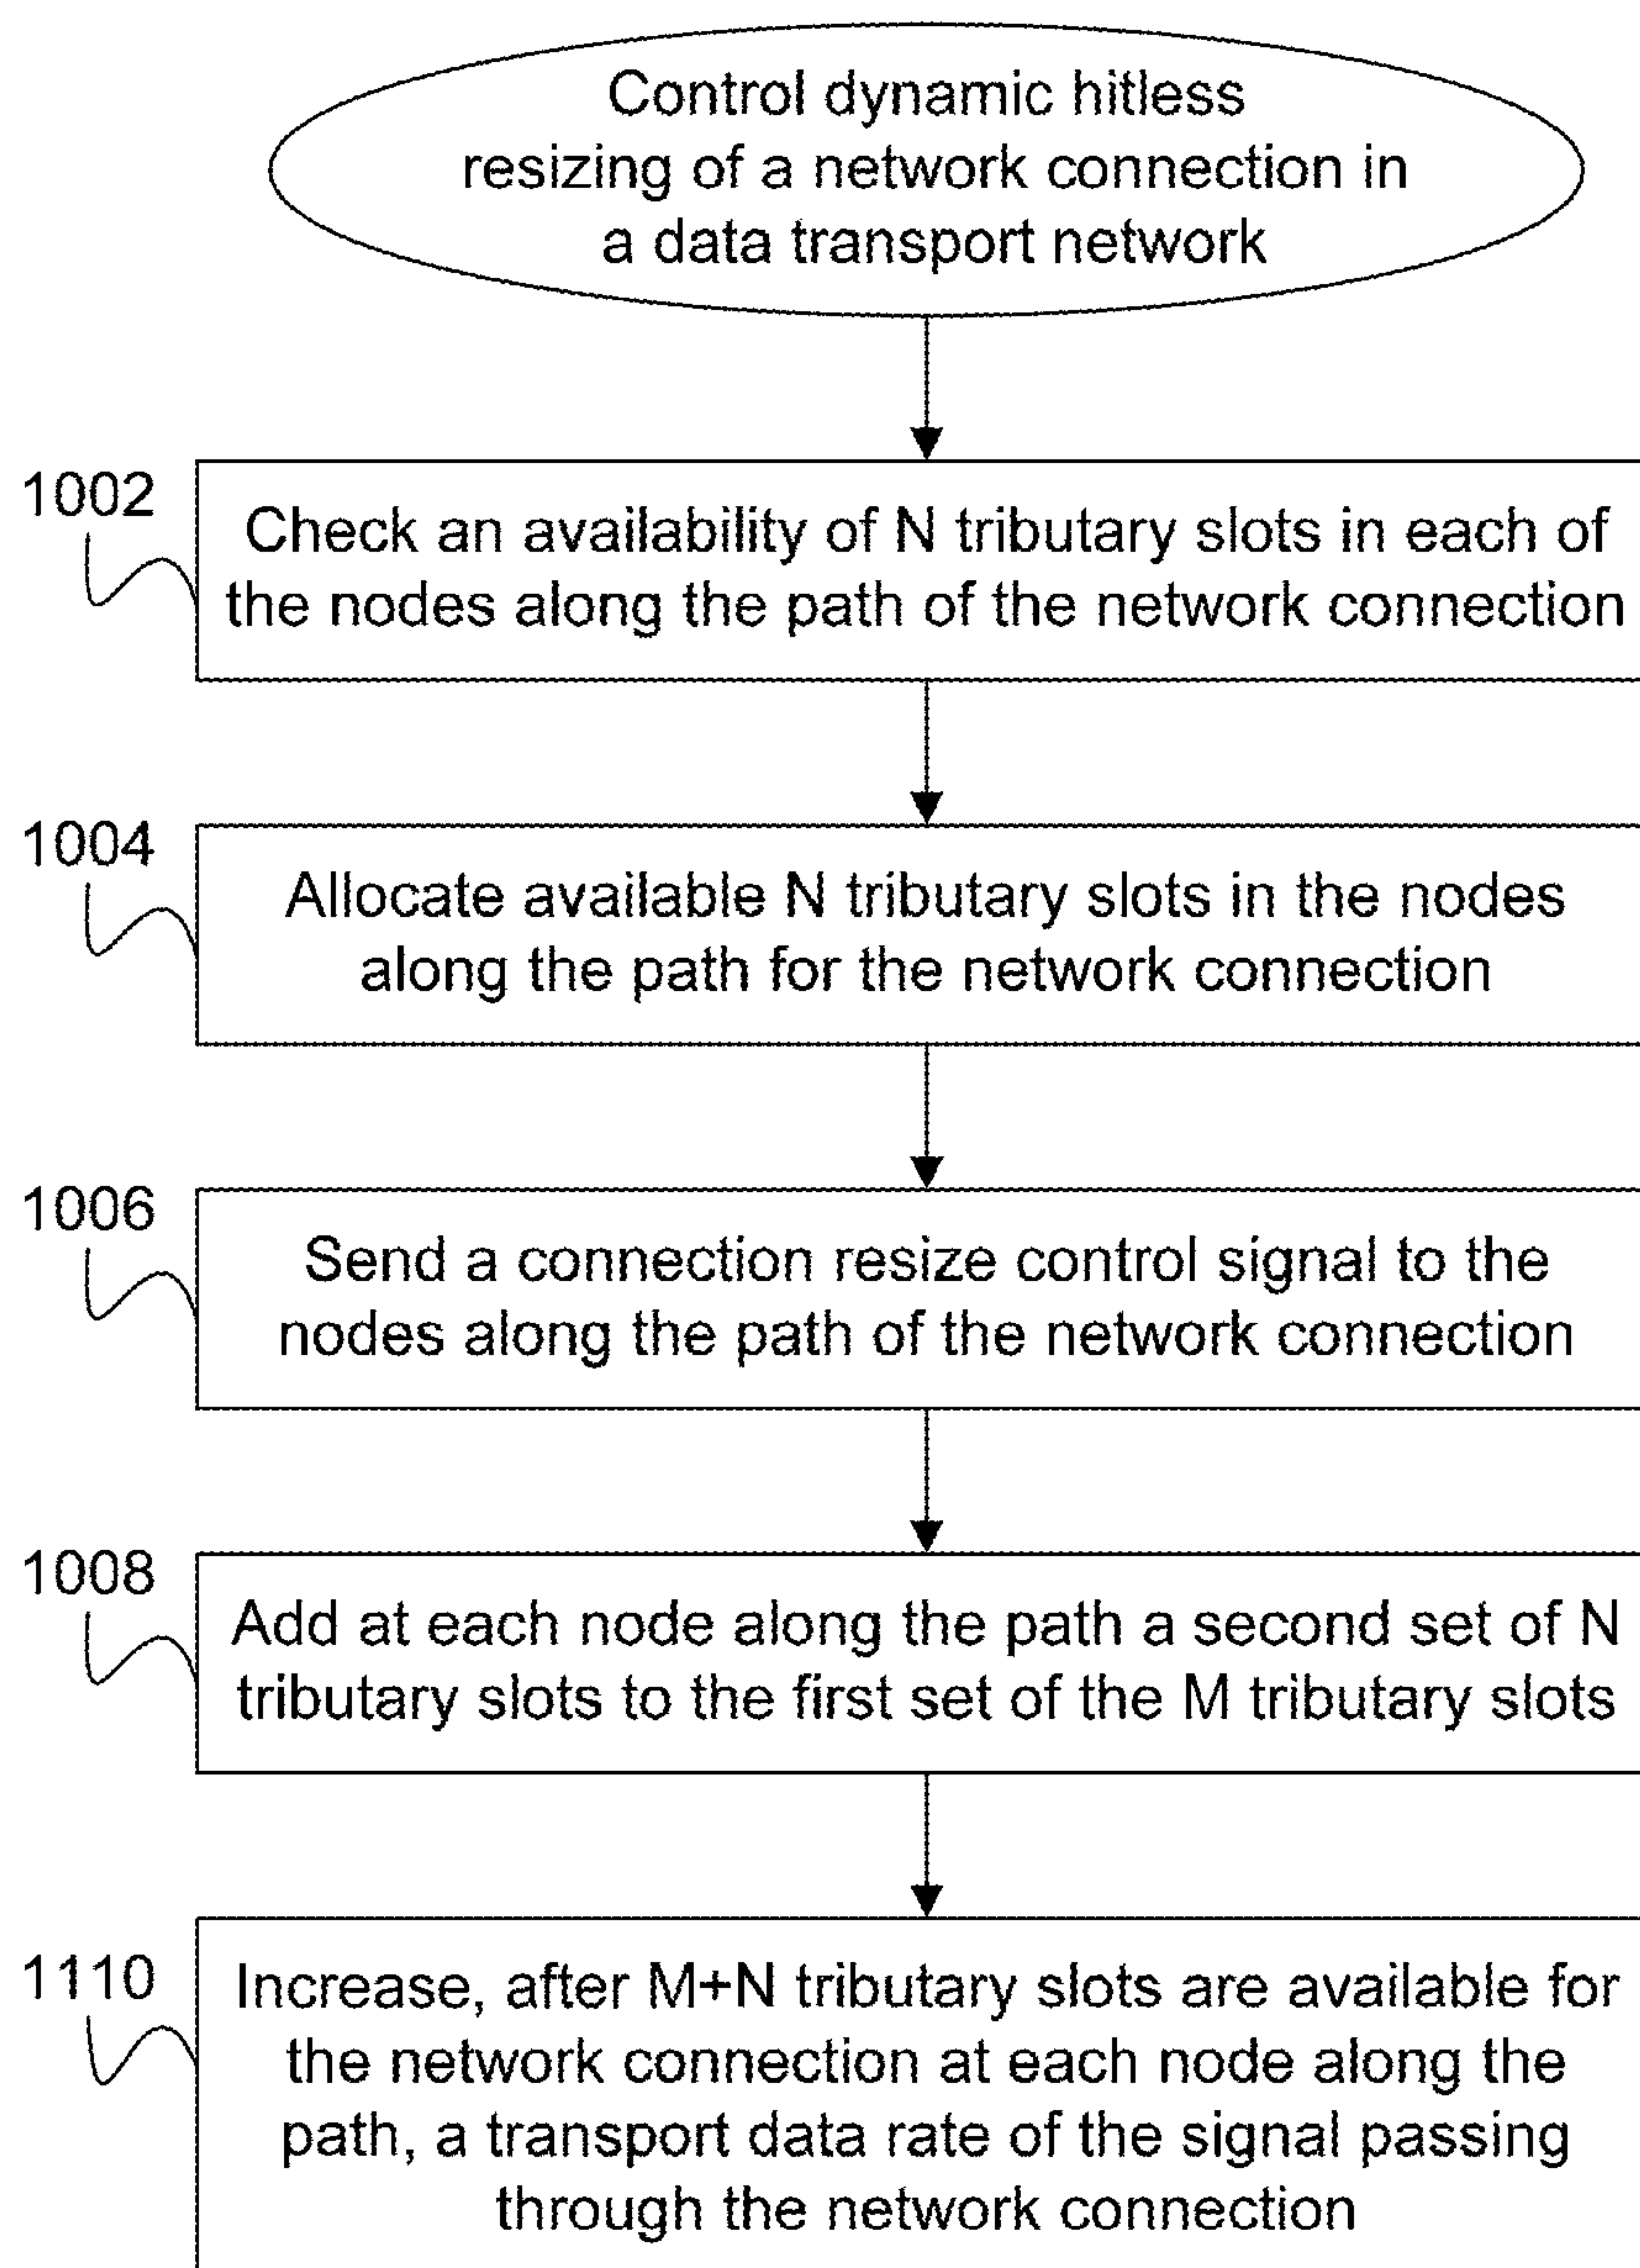 Control dynamic hitless
resizing of a network connection in
a data transport network
1002
Check an availability of N tributary slots in each of
the nodes along the path of the network connection
1004
Allocate available N tributary slots in the nodes
along the path for the network connection
1006
Send a connection resize control signal to the
nodes along the path of the network connection
1008
Add at each node along the path a second set of N
tributary slots to the first set of the M tributary slots
1110
Increase, after M+N tributary slots are available for
the network connection at each node along the
path, a transport data rate of the signal passing
through the network connection